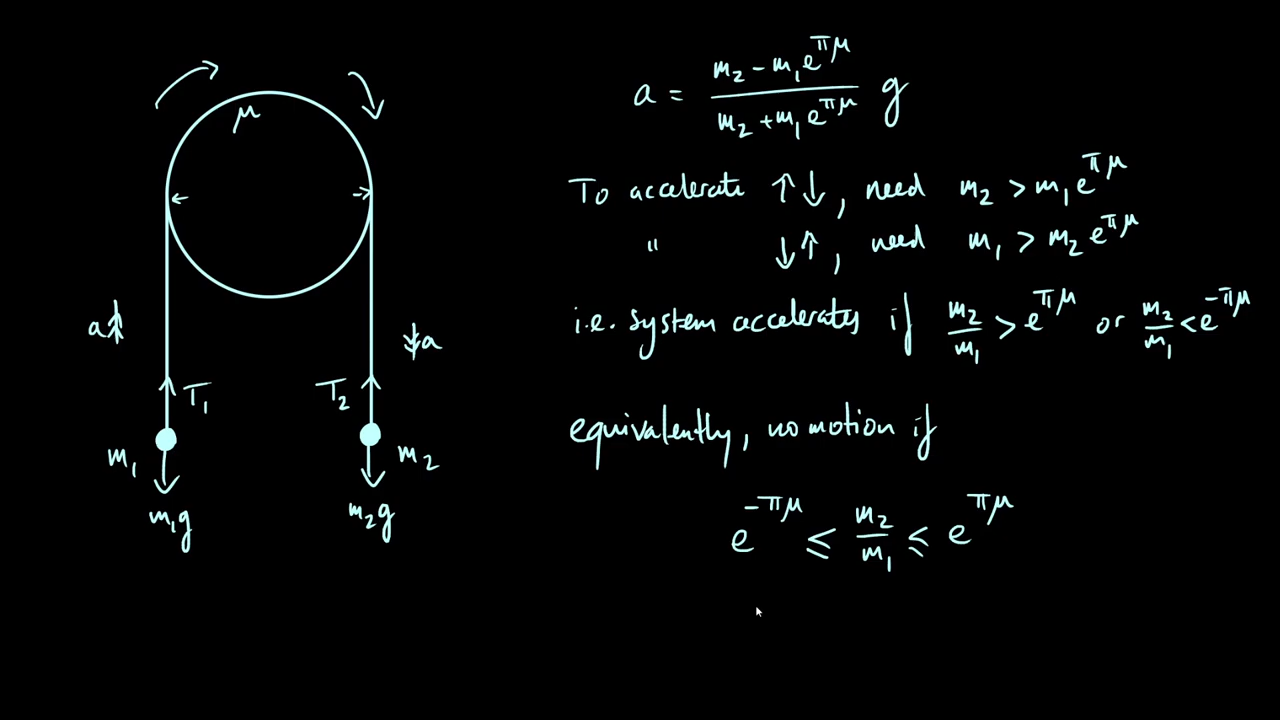 μ
a
T₁
T₂
a
m₁
m₂
m₁g
m₂g
a = (m₂ − m₁e^{πμ}) / (m₂ + m₁e^{πμ}) g
To accelerate ↑↓, need m₂ > m₁e^{πμ}
" ↓↑, need m₁ > m₂e^{πμ}
i.e. system accelerates if m₂/m₁ > e^{πμ} or m₂/m₁ < e^{−πμ}
equivalently, no motion if
e^{−πμ} ⩽ m₂/m₁ ⩽ e^{πμ}